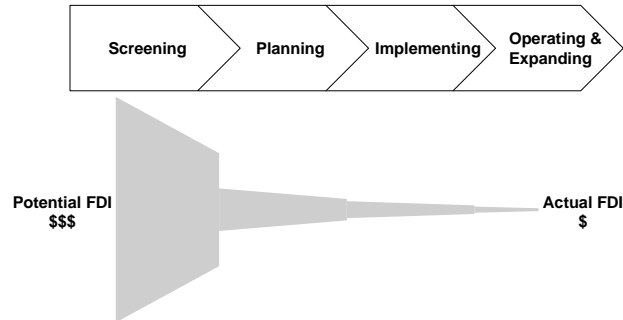 Screening
Planning
Implementing
Operating &
Expanding
Potential FDI
$$$
Actual FDI
$